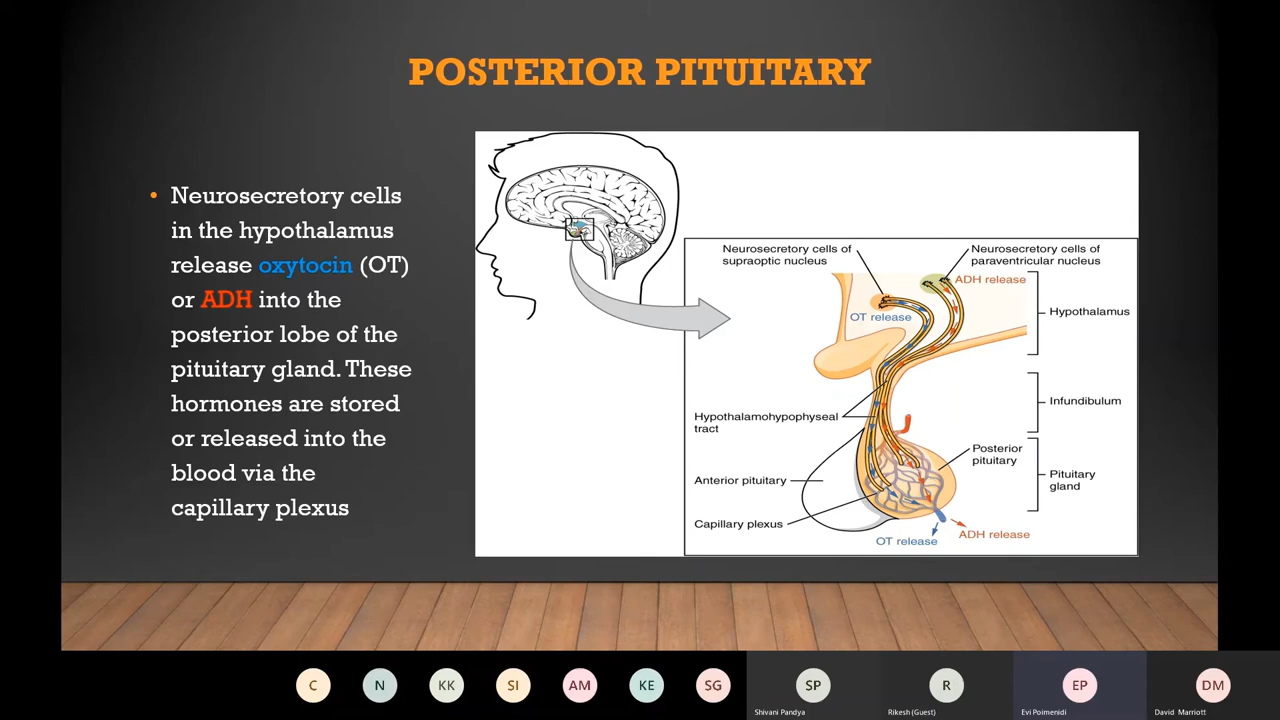 POSTERIOR PITUITARY
• Neurosecretory cells
in the hypothalamus
release oxytocin (OT)
or ADH into the
posterior lobe of the
pituitary gland. These
hormones are stored
or released into the
blood via the
capillary plexus
Neurosecretory cells of
supraoptic nucleus
Neurosecretory cells of
paraventricular nucleus
ADH release
OT release
Hypothalamus
Infundibulum
Hypothalamohypophyseal
tract
Posterior
pituitary
Pituitary
gland
Anterior pituitary
Capillary plexus
OT release
ADH release
C
N
KK
SI
AM
KE
SG
SP
R
EP
DM
Shivani Pandya
Rikesh (Guest)
Evi Poimenidi
David Marriott